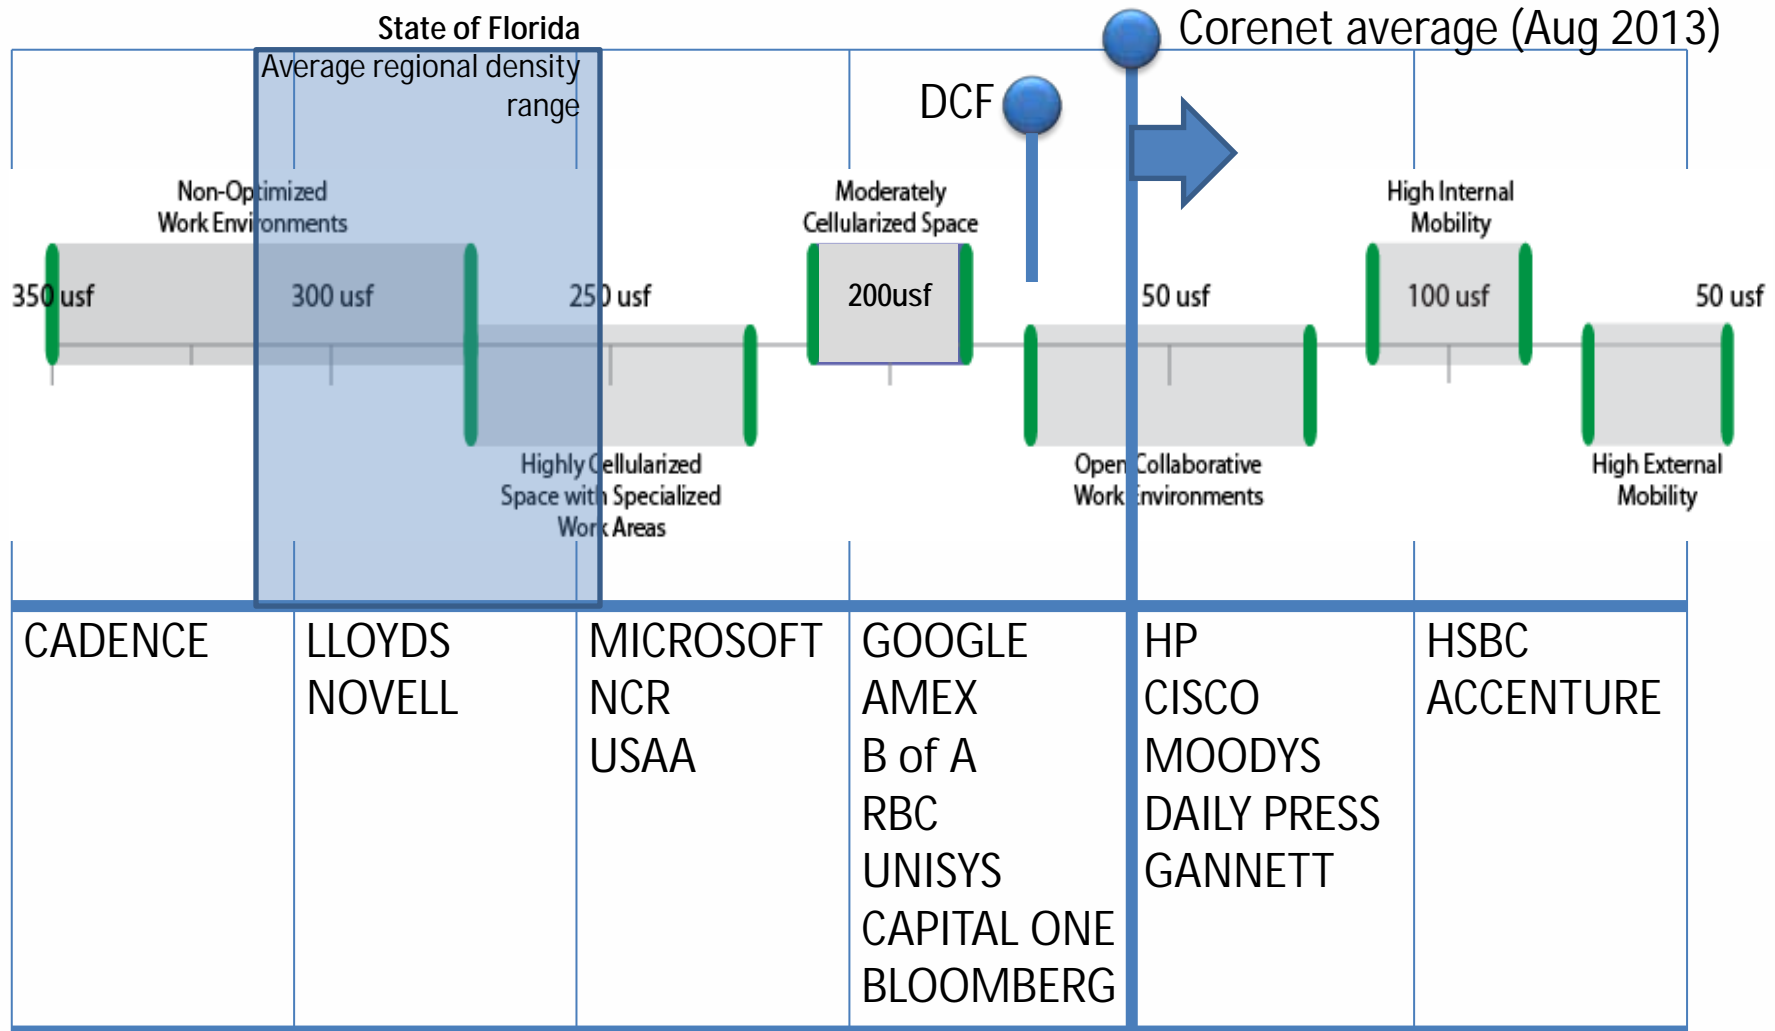 State of Florida
Average regional density
range
Corenet average (Aug 2013)
DCF
Non-Optimized
Work Environments
Moderately
Cellularized Space
High Internal
Mobility
350 usf
300 usf
250 usf
200usf
50 usf
100 usf
50 usf
Highly Cellularized
Space with Specialized
Work Areas
Open Collaborative
Work Environments
High External
Mobility
CADENCE
LLOYDS
NOVELL
MICROSOFT
NCR
USAA
GOOGLE
AMEX
B of A
RBC
UNISYS
CAPITAL ONE
BLOOMBERG
HP
CISCO
MOODYS
DAILY PRESS
GANNETT
HSBC
ACCENTURE